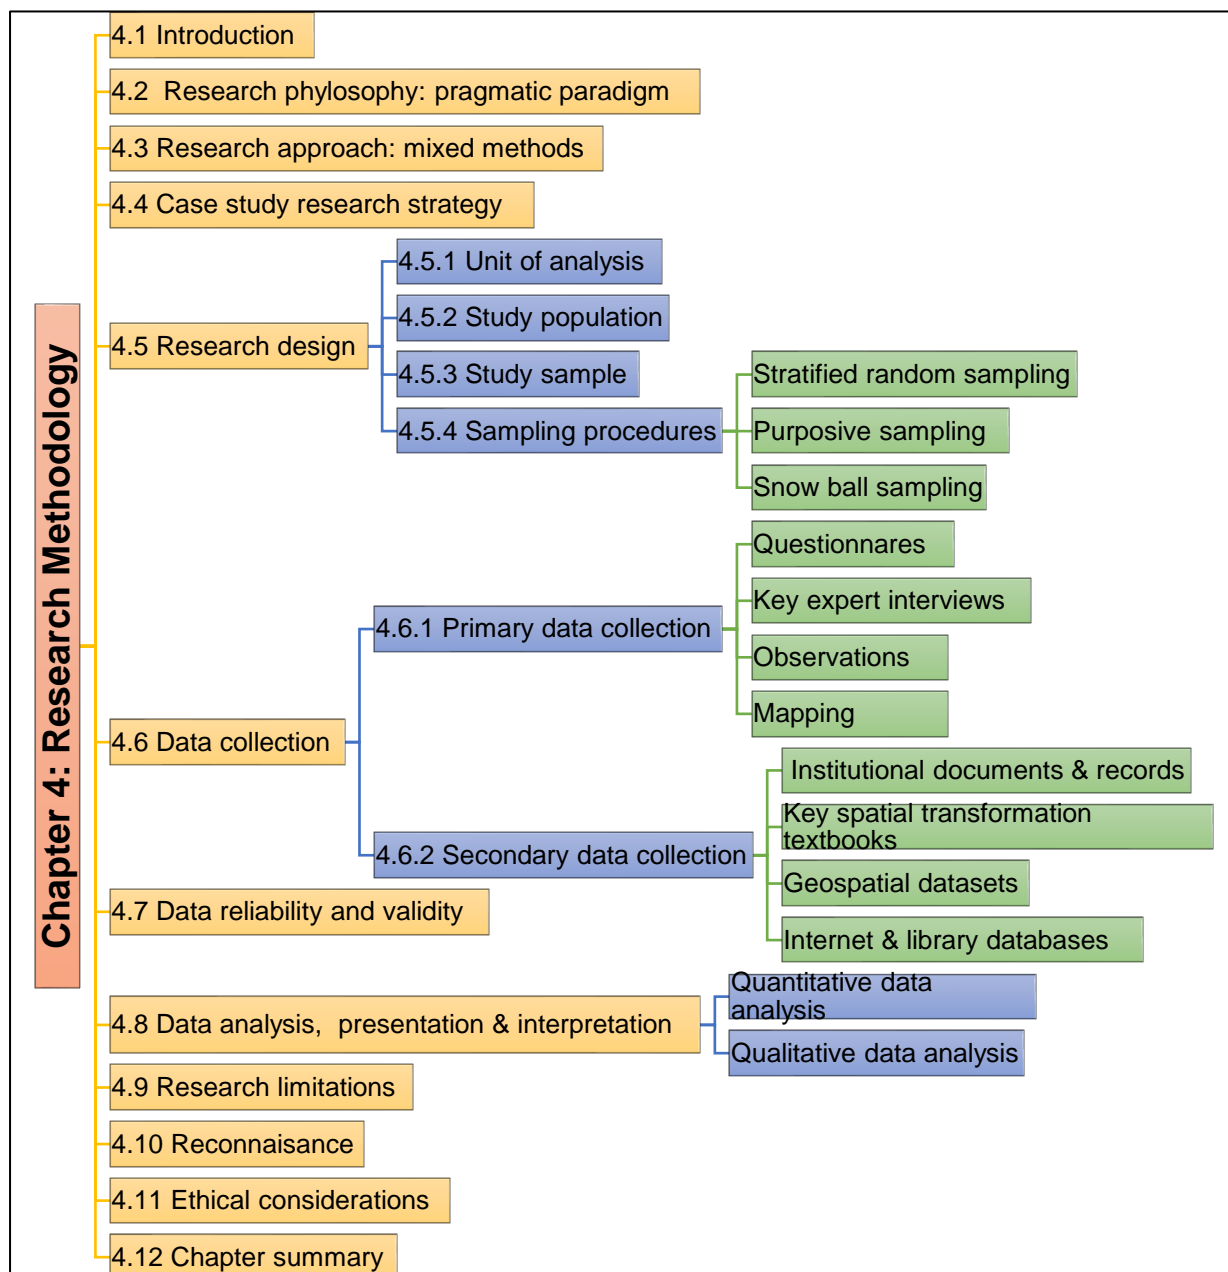 Chapter 4: Research Methodology
4.1 Introduction
4.2 Research phylosophy: pragmatic paradigm
4.3 Research approach: mixed methods
4.4 Case study research strategy
4.5 Research design
4.5.1 Unit of analysis
4.5.2 Study population
4.5.3 Study sample
4.5.4 Sampling procedures
Stratified random sampling
Purposive sampling
Snow ball sampling
4.6 Data collection
4.6.1 Primary data collection
Questionnares
Key expert interviews
Observations
Mapping
4.6.2 Secondary data collection
Institutional documents & records
Key spatial transformation
textbooks
Geospatial datasets
Internet & library databases
4.7 Data reliability and validity
4.8 Data analysis, presentation & interpretation
Quantitative data
analysis
Qualitative data analysis
4.9 Research limitations
4.10 Reconnaisance
4.11 Ethical considerations
4.12 Chapter summary